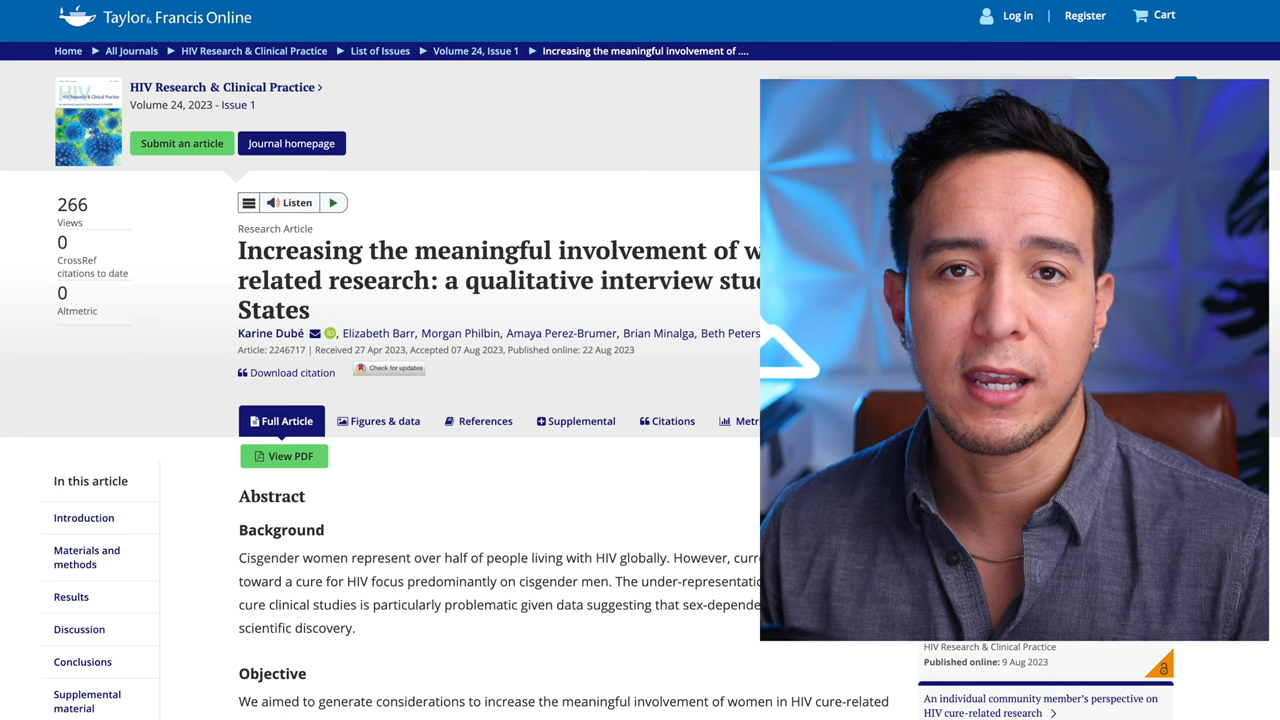 Taylor & Francis Online
Log in | Register Cart
Home ▶ All Journals ▶ HIV Research & Clinical Practice ▶ List of Issues ▶ Volume 24, Issue 1 ▶ Increasing the meaningful involvement of ....
HIV Research & Clinical Practice >
Volume 24, 2023 - Issue 1
Submit an article
Journal homepage
266
Views
0
CrossRef
citations to date
0
Altmetric
Listen
Research Article
Increasing the meaningful involvement of
related research: a qualitative interview
States
Karine Dubé, Elizabeth Barr, Morgan Philbin, Amaya Perez-Brumer, Brian Minalga, Beth
Article: 2246717 | Received 27 Apr 2023, Accepted 07 Aug 2023, Published online: 22 Aug 2023
Download citation
Check for updates
Full Article
Figures & data
References
Supplemental
Citations
View PDF
In this article
Introduction
Materials and
methods
Results
Discussion
Conclusions
Supplemental
material
Abstract
Background
Cisgender women represent over half of people living with HIV globally. However,
toward a cure for HIV focus predominantly on cisgender men. The
cure clinical studies is particularly problematic given data suggesting that
scientific discovery.
Objective
We aimed to generate considerations to increase the meaningful involvement of women in HIV cure-related
HIV Research & Clinical Practice
Published online: 9 Aug 2023
An individual community member's perspective on
HIV cure-related research >